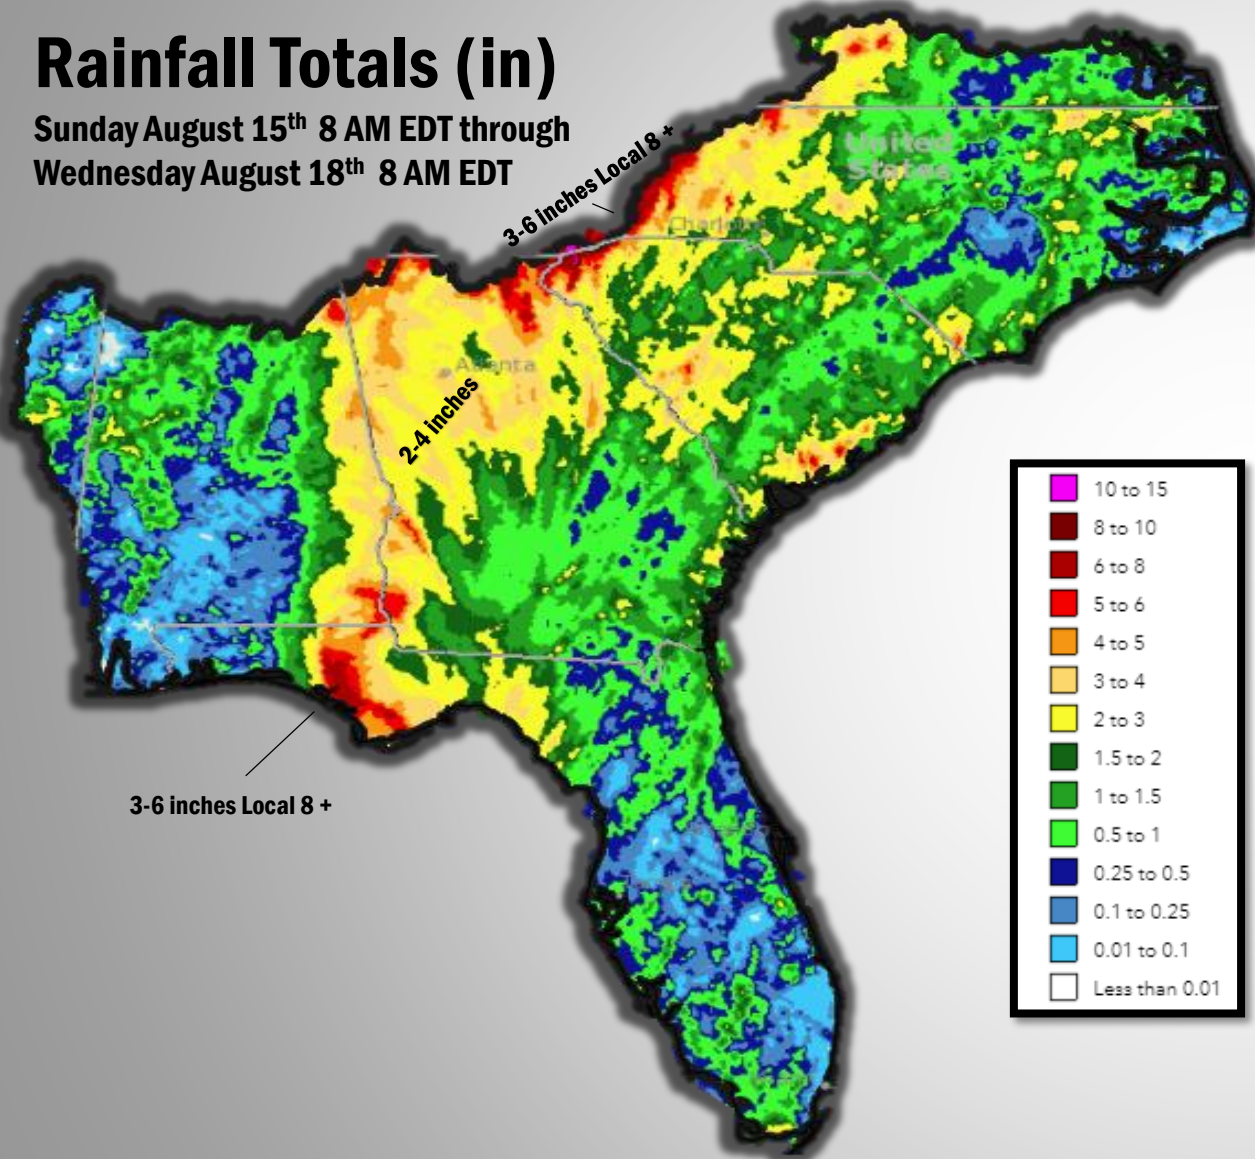 Rainfall Totals (in)
Sunday August 15th 8 AM EDT through
Wednesday August 18th 8 AM EDT
3-6 inches Local 8 +
United
States
Charlotte
Atlanta
2-4 inches
3-6 inches Local 8 +
10 to 15
8 to 10
6 to 8
5 to 6
4 to 5
3 to 4
2 to 3
1.5 to 2
1 to 1.5
0.5 to 1
0.25 to 0.5
0.1 to 0.25
0.01 to 0.1
Less than 0.01